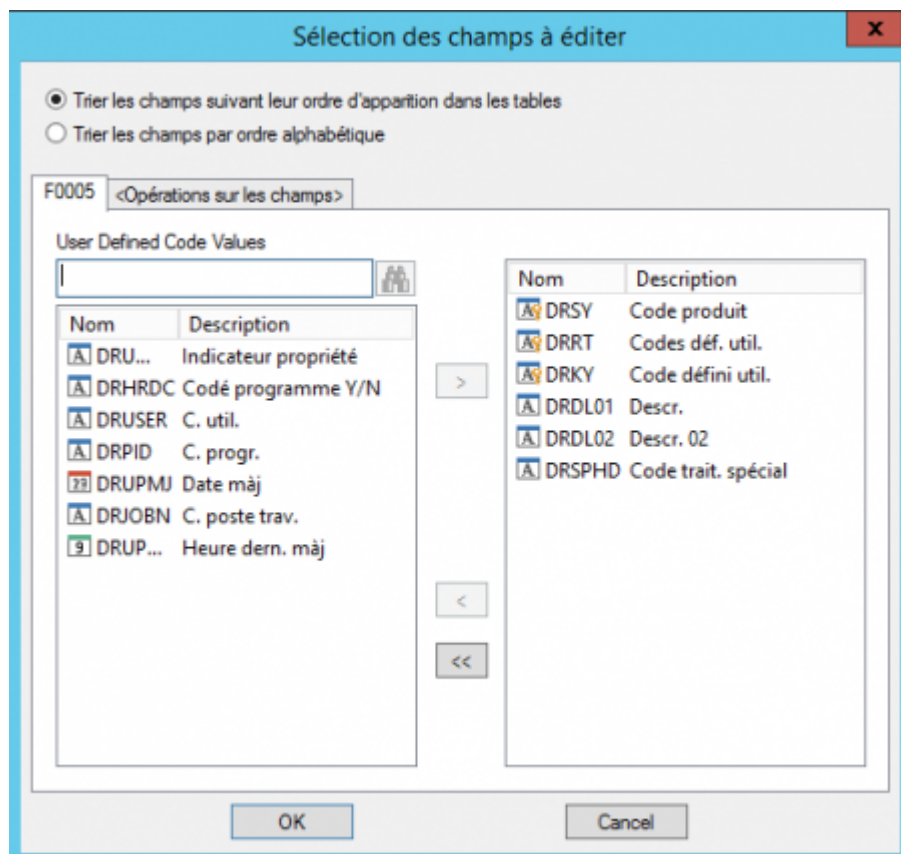 Sélection des champs à éditer
x
Trier les champs suivant leur ordre d'apparition dans les tables
Trier les champs par ordre alphabétique
F0005 <Opérations sur les champs>
User Defined Code Values
Nom Description
DRU... Indicateur propriété
DRHRDC Codé programme Y/N
DRUSER C. util.
DRPID C. progr.
DRUPMJ Date màj
DRJOBN C. poste trav.
DRUP... Heure dern. màj
>
<
<<
Nom Description
DRSY Code produit
DRRT Codes déf. util.
DRKY Code défini util.
DRDL01 Descr.
DRDL02 Descr. 02
DRSPHD Code trait. spécial
OK Cancel